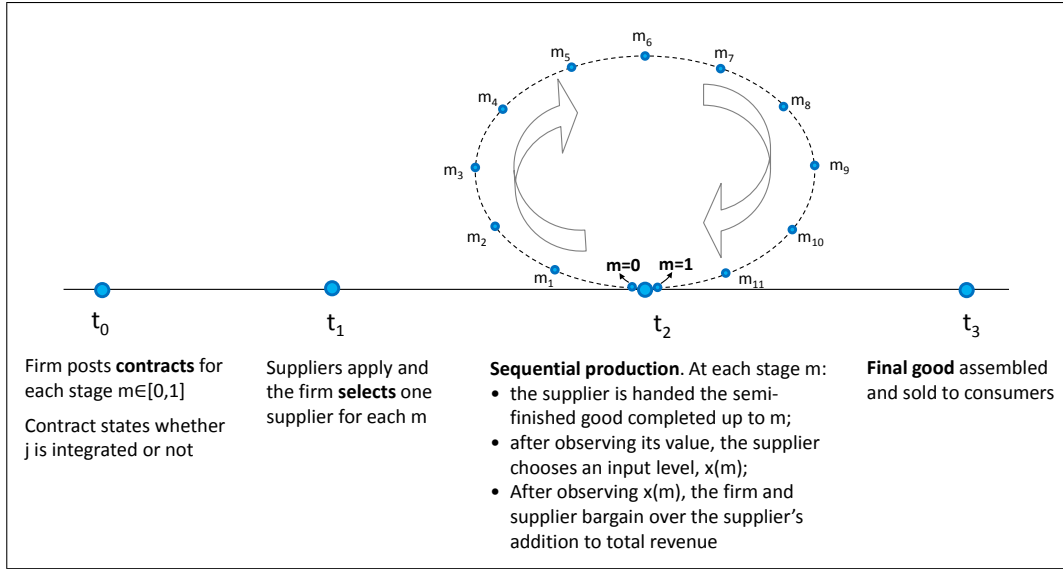 m₆
m₅
m₇
m₄
m₈
m₃
m₉
m₂
m₁₀
m=0
m=1
m₁
m₁₁
t₀
t₁
t₂
t₃
Firm posts contracts for
each stage m∈[0,1]
Contract states whether
j is integrated or not
Suppliers apply and
the firm selects one
supplier for each m
Sequential production. At each stage m:
• the supplier is handed the semi-
finished good completed up to m;
• after observing its value, the supplier
chooses an input level, x(m);
• After observing x(m), the firm and
supplier bargain over the supplier's
addition to total revenue
Final good assembled
and sold to consumers